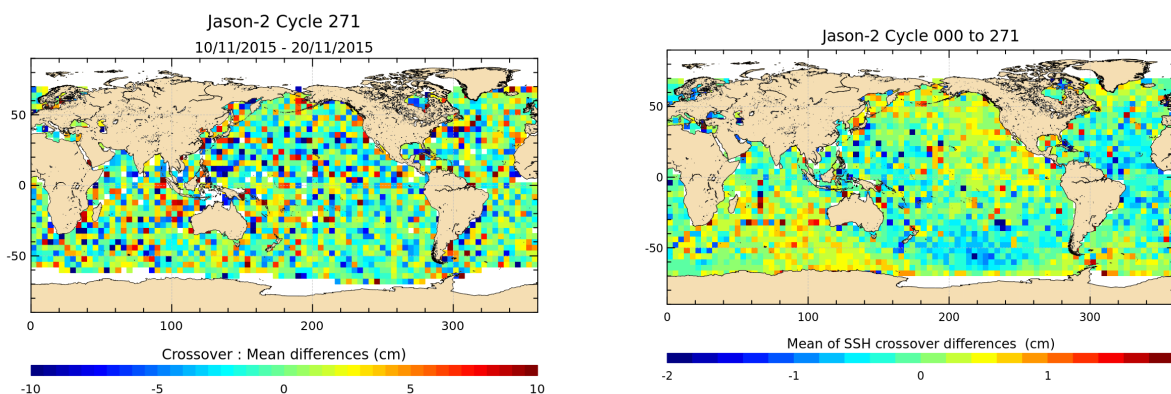 Jason-2 Cycle 271
10/11/2015 - 20/11/2015
50
0
-50
0 100 200 300
Crossover : Mean differences (cm)
-10 -5 0 5 10
Jason-2 Cycle 000 to 271
50
0
-50
0 100 200 300
Mean of SSH crossover differences (cm)
-2 -1 0 1